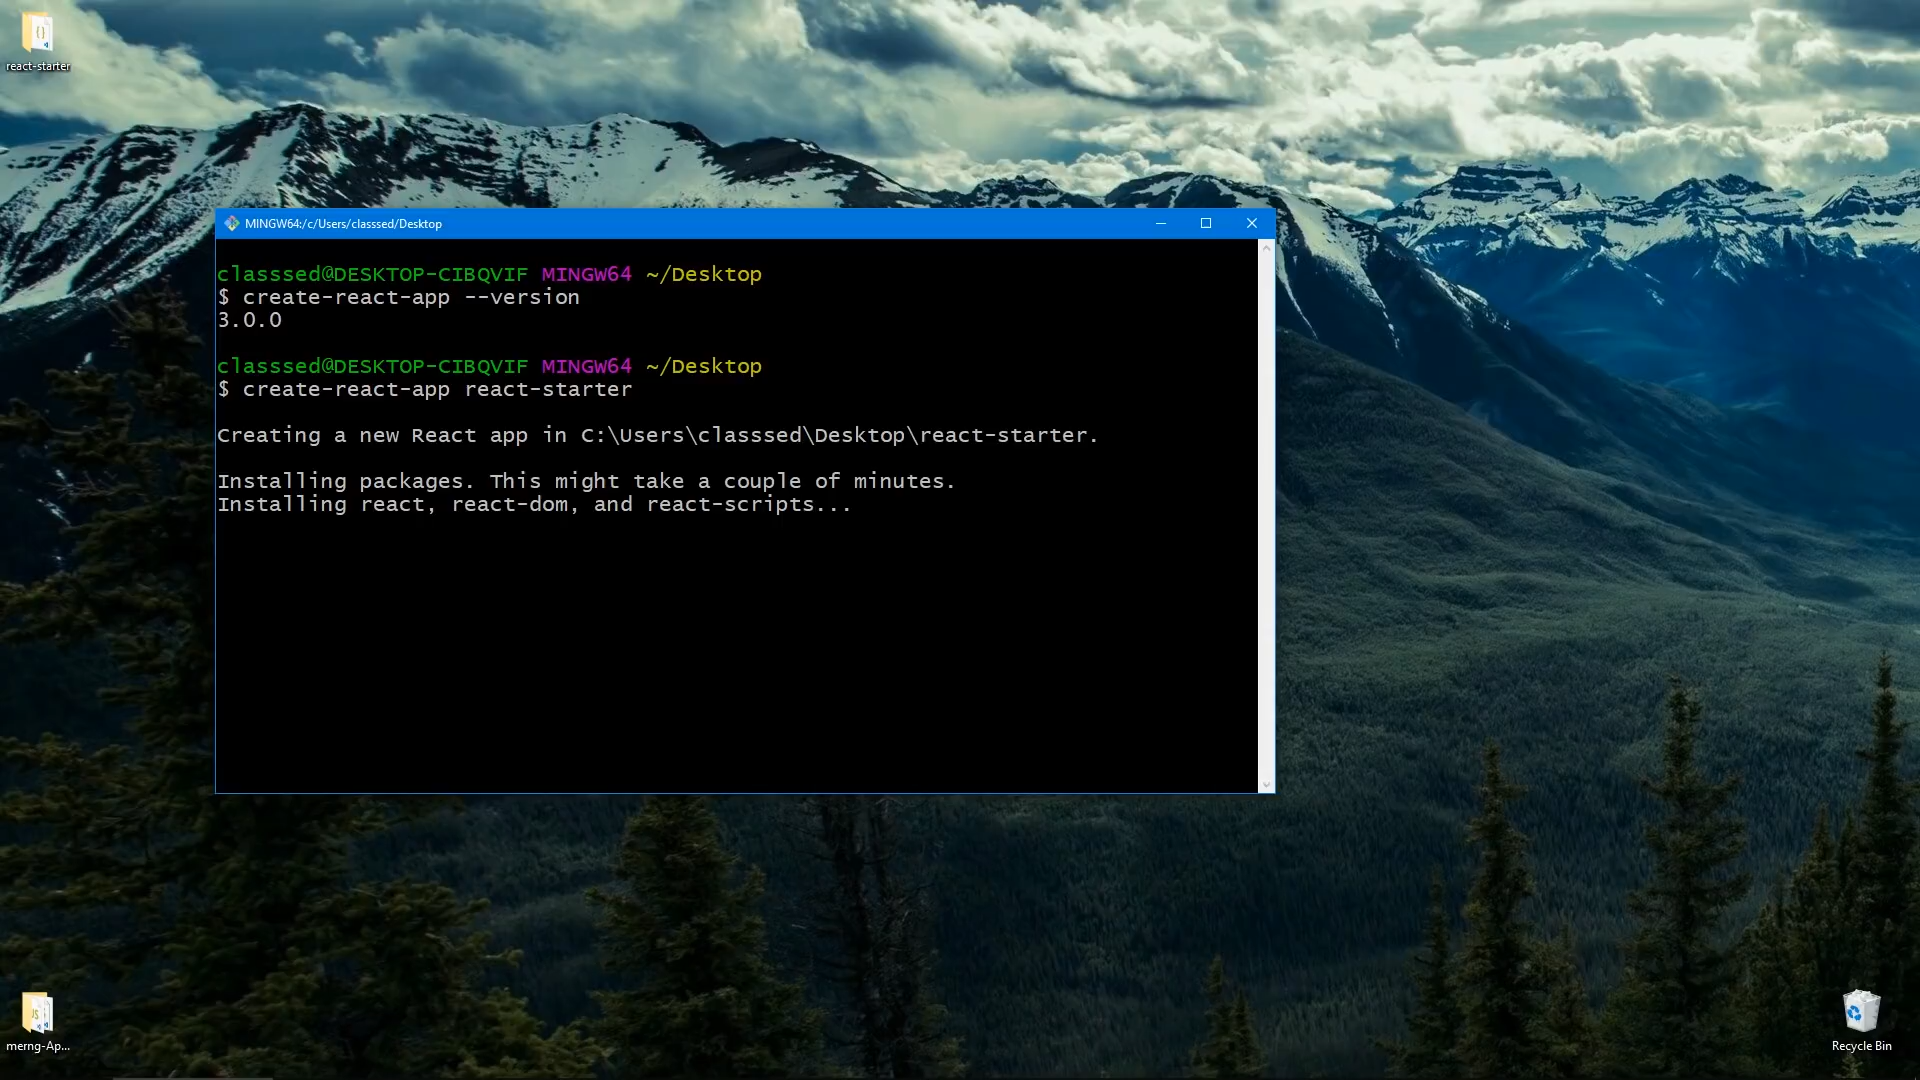 react-starter
MINGW64:/c/Users/classsed/Desktop
classsed@DESKTOP-CIBQVIF MINGW64 ~/Desktop
$ create-react-app --version
3.0.0
classsed@DESKTOP-CIBQVIF MINGW64 ~/Desktop
$ create-react-app react-starter
Creating a new React app in C:\Users\classsed\Desktop\react-starter.
Installing packages. This might take a couple of minutes.
Installing react, react-dom, and react-scripts...
merng-Ap...
Recycle Bin